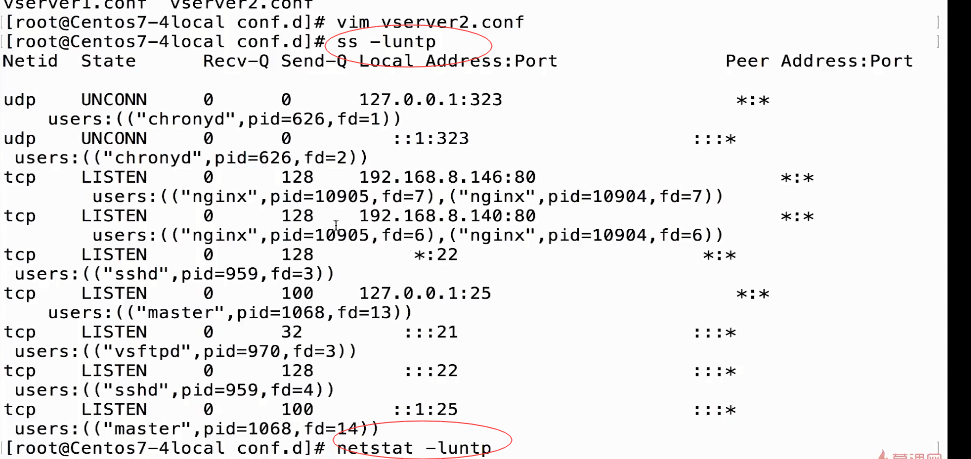 vserver1.conf vserver2.conf
[root@Centos7-4local conf.d]# vim vserver2.conf
[root@Centos7-4local conf.d]# ss -luntp
Netid State Recv-Q Send-Q Local Address:Port Peer Address:Port
udp UNCONN 0 0 127.0.0.1:323 *:*
users:(("chronyd",pid=626,fd=1))
udp UNCONN 0 0 ::1:323 :::*
users:(("chronyd",pid=626,fd=2))
tcp LISTEN 0 128 192.168.8.146:80 *:*
users:(("nginx",pid=10905,fd=7),("nginx",pid=10904,fd=7))
tcp LISTEN 0 128 192.168.8.140:80 *:*
users:(("nginx",pid=10905,fd=6),("nginx",pid=10904,fd=6))
tcp LISTEN 0 128 *:22 *:*
users:(("sshd",pid=959,fd=3))
tcp LISTEN 0 100 127.0.0.1:25 *:*
users:(("master",pid=1068,fd=13))
tcp LISTEN 0 32 :::21 :::*
users:(("vsftpd",pid=970,fd=3))
tcp LISTEN 0 128 :::22 :::*
users:(("sshd",pid=959,fd=4))
tcp LISTEN 0 100 ::1:25 :::*
users:(("master",pid=1068,fd=14))
[root@Centos7-4local conf.d]# netstat -luntp